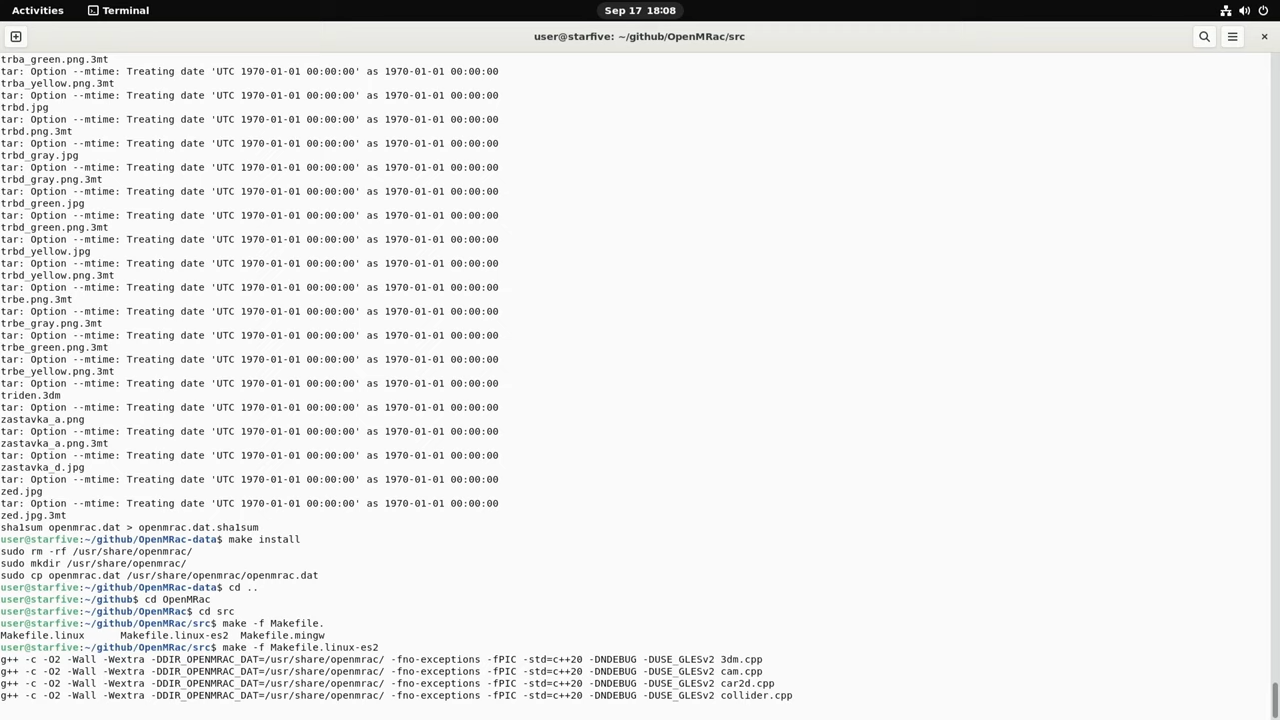 Activities
Terminal
Sep 17 18:08
user@starfive: ~/github/OpenMRac/src
trba_green.png.3mt
tar: Option --mtime: Treating date 'UTC 1970-01-01 00:00:00' as 1970-01-01 00:00:00
trba_yellow.png.3mt
tar: Option --mtime: Treating date 'UTC 1970-01-01 00:00:00' as 1970-01-01 00:00:00
trbd.jpg
tar: Option --mtime: Treating date 'UTC 1970-01-01 00:00:00' as 1970-01-01 00:00:00
trbd.png.3mt
tar: Option --mtime: Treating date 'UTC 1970-01-01 00:00:00' as 1970-01-01 00:00:00
trbd_gray.jpg
tar: Option --mtime: Treating date 'UTC 1970-01-01 00:00:00' as 1970-01-01 00:00:00
trbd_gray.png.3mt
tar: Option --mtime: Treating date 'UTC 1970-01-01 00:00:00' as 1970-01-01 00:00:00
trbd_green.jpg
tar: Option --mtime: Treating date 'UTC 1970-01-01 00:00:00' as 1970-01-01 00:00:00
trbd_green.png.3mt
tar: Option --mtime: Treating date 'UTC 1970-01-01 00:00:00' as 1970-01-01 00:00:00
trbd_yellow.jpg
tar: Option --mtime: Treating date 'UTC 1970-01-01 00:00:00' as 1970-01-01 00:00:00
trbd_yellow.png.3mt
tar: Option --mtime: Treating date 'UTC 1970-01-01 00:00:00' as 1970-01-01 00:00:00
trbe.png.3mt
tar: Option --mtime: Treating date 'UTC 1970-01-01 00:00:00' as 1970-01-01 00:00:00
trbe_gray.png.3mt
tar: Option --mtime: Treating date 'UTC 1970-01-01 00:00:00' as 1970-01-01 00:00:00
trbe_green.png.3mt
tar: Option --mtime: Treating date 'UTC 1970-01-01 00:00:00' as 1970-01-01 00:00:00
trbe_yellow.png.3mt
tar: Option --mtime: Treating date 'UTC 1970-01-01 00:00:00' as 1970-01-01 00:00:00
triden.3dm
tar: Option --mtime: Treating date 'UTC 1970-01-01 00:00:00' as 1970-01-01 00:00:00
zastavka_a.png
tar: Option --mtime: Treating date 'UTC 1970-01-01 00:00:00' as 1970-01-01 00:00:00
zastavka_a.png.3mt
tar: Option --mtime: Treating date 'UTC 1970-01-01 00:00:00' as 1970-01-01 00:00:00
zastavka_d.jpg
tar: Option --mtime: Treating date 'UTC 1970-01-01 00:00:00' as 1970-01-01 00:00:00
zed.jpg
tar: Option --mtime: Treating date 'UTC 1970-01-01 00:00:00' as 1970-01-01 00:00:00
zed.jpg.3mt
sha1sum openmrac.dat > openmrac.dat.sha1sum
user@starfive:~/github/OpenMRac-data$ make install
sudo rm -rf /usr/share/openmrac/
sudo mkdir /usr/share/openmrac/
sudo cp openmrac.dat /usr/share/openmrac/openmrac.dat
user@starfive:~/github/OpenMRac-data$ cd ..
user@starfive:~/github$ cd OpenMRac
user@starfive:~/github/OpenMRac$ cd src
user@starfive:~/github/OpenMRac/src$ make -f Makefile.
Makefile.linux      Makefile.linux-es2  Makefile.mingw
user@starfive:~/github/OpenMRac/src$ make -f Makefile.linux-es2
g++ -c -O2 -Wall -Wextra -DDIR_OPENMRAC_DAT=/usr/share/openmrac/ -fno-exceptions -fPIC -std=c++20 -DNDEBUG -DUSE_GLESv2 3dm.cpp
g++ -c -O2 -Wall -Wextra -DDIR_OPENMRAC_DAT=/usr/share/openmrac/ -fno-exceptions -fPIC -std=c++20 -DNDEBUG -DUSE_GLESv2 cam.cpp
g++ -c -O2 -Wall -Wextra -DDIR_OPENMRAC_DAT=/usr/share/openmrac/ -fno-exceptions -fPIC -std=c++20 -DNDEBUG -DUSE_GLESv2 car2d.cpp
g++ -c -O2 -Wall -Wextra -DDIR_OPENMRAC_DAT=/usr/share/openmrac/ -fno-exceptions -fPIC -std=c++20 -DNDEBUG -DUSE_GLESv2 collider.cpp